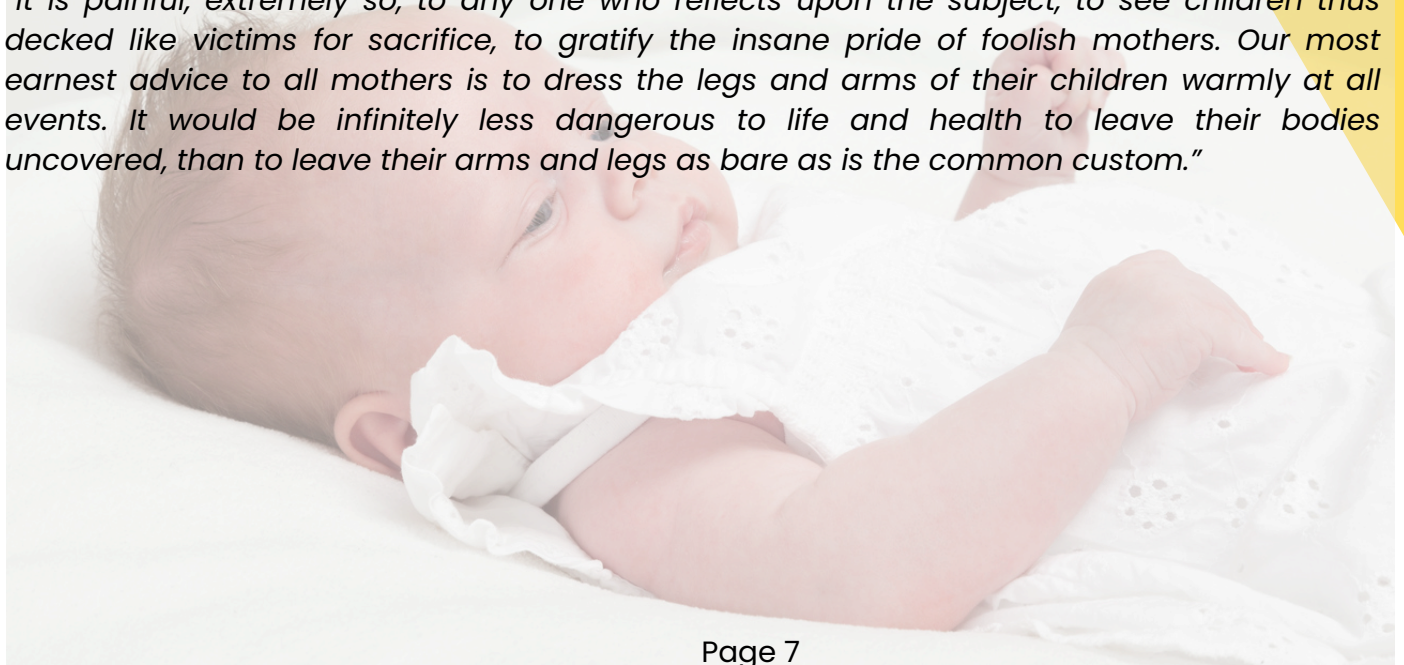 "It is painful, extremely so, to any one who reflects upon the subject, to see children thus
decked like victims for sacrifice, to gratify the insane pride of foolish mothers. Our most
earnest advice to all mothers is to dress the legs and arms of their children warmly at all
events. It would be infinitely less dangerous to life and health to leave their bodies
uncovered, than to leave their arms and legs as bare as is the common custom.”
Page 7